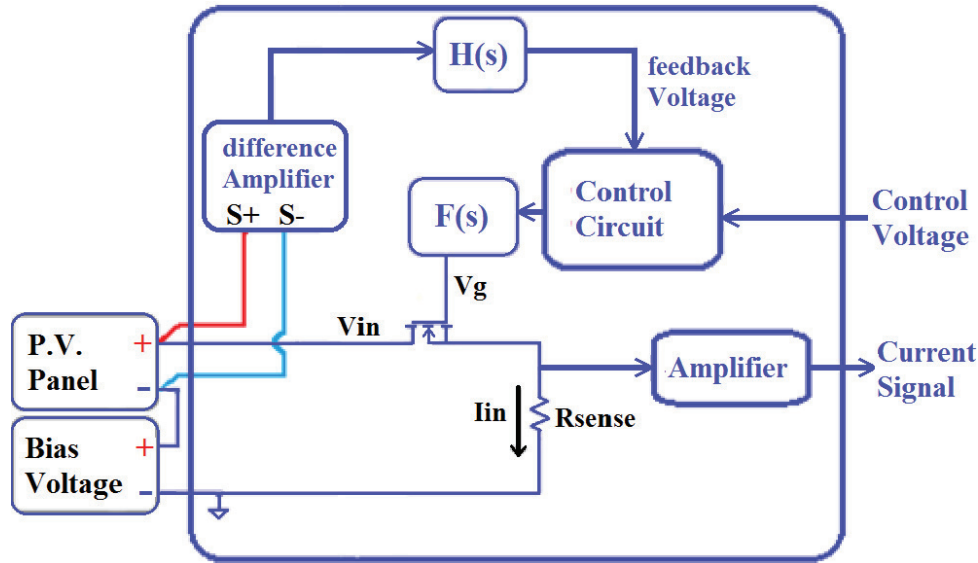 H(s)
feedback
Voltage
difference
Amplifier
S+ S-
F(s)
Control
Circuit
Control
Voltage
Vg
Vin
P.V.
Panel
+
-
Bias
Voltage
+
-
Iin
Rsense
Amplifier
Current
Signal